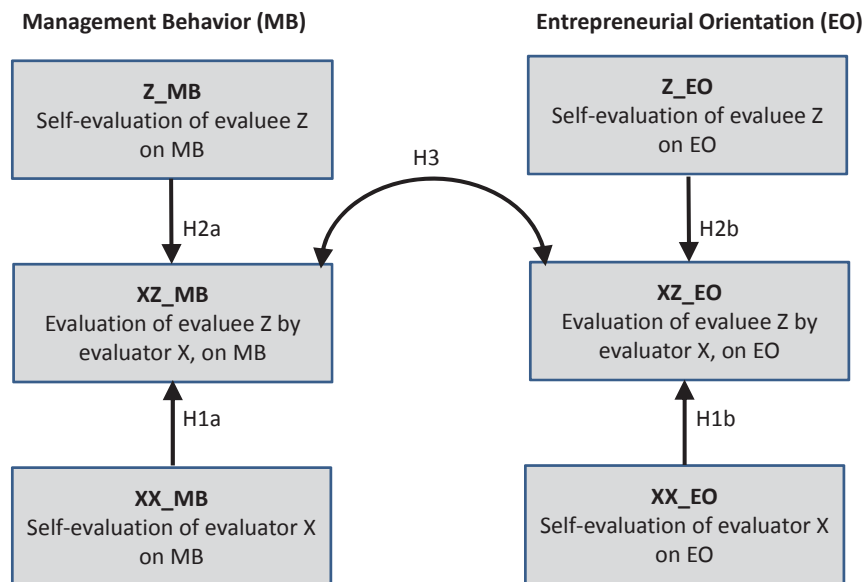 Management Behavior (MB)
Entrepreneurial Orientation (EO)
Z_MB
Self-evaluation of evaluee Z
on MB
Z_EO
Self-evaluation of evaluee Z
on EO
H3
H2a
H2b
XZ_MB
Evaluation of evaluee Z by
evaluator X, on MB
XZ_EO
Evaluation of evaluee Z by
evaluator X, on EO
H1a
H1b
XX_MB
Self-evaluation of evaluator X
on MB
XX_EO
Self-evaluation of evaluator X
on EO